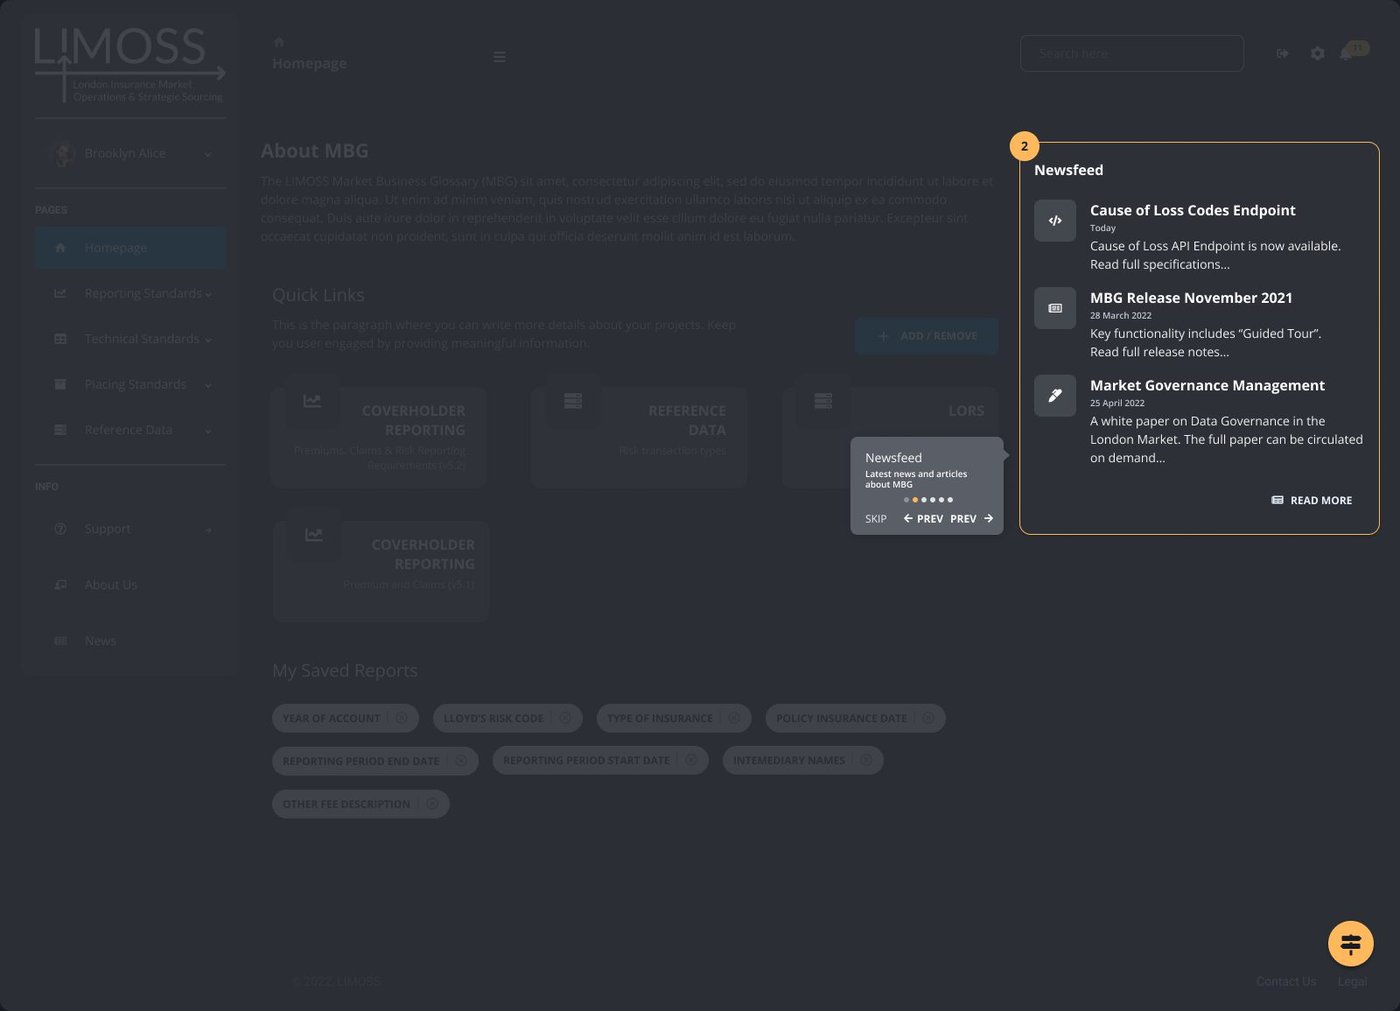 LIMOSS
London Insurance Market
Operations & Strategic Sourcing
Brooklyn Alice
PAGES
Homepage
Reporting Standards
Technical Standards
Placing Standards
Reference Data
INFO
Support
About Us
News
Homepage
Search here
11
About MBG
The LIMOSS Market Business Glossary (MBG) sit amet, consectetur adipiscing elit, sed do eiusmod tempor incididunt ut labore et
dolore magna aliqua. Ut enim ad minim veniam, quis nostrud exercitation ullamco laboris nisi ut aliquip ex ea commodo
consequat. Duis aute irure dolor in reprehenderit in voluptate velit esse cillum dolore eu fugiat nulla pariatur. Excepteur sint
occaecat cupidatat non proident, sunt in culpa qui officia deserunt mollit anim id est laborum.
Quick Links
This is the paragraph where you can write more details about your projects. Keep
you user engaged by providing meaningful information.
ADD / REMOVE
COVERHOLDER
REPORTING
Premiums, Claims & Risk Reporting
Requirements (v5.2)
REFERENCE
DATA
Risk transaction types
LORS
COVERHOLDER
REPORTING
Premium and Claims (v5.1)
My Saved Reports
YEAR OF ACCOUNT
LLOYD'S RISK CODE
TYPE OF INSURANCE
POLICY INSURANCE DATE
REPORTING PERIOD END DATE
REPORTING PERIOD START DATE
INTEMEDIARY NAMES
OTHER FEE DESCRIPTION
2
Newsfeed
Cause of Loss Codes Endpoint
Today
Cause of Loss API Endpoint is now available.
Read full specifications...
MBG Release November 2021
28 March 2022
Key functionality includes “Guided Tour”.
Read full release notes...
Market Governance Management
25 April 2022
A white paper on Data Governance in the
London Market. The full paper can be circulated
on demand...
READ MORE
Newsfeed
Latest news and articles
about MBG
SKIP
PREV
PREV
© 2022, LIMOSS
Contact Us
Legal